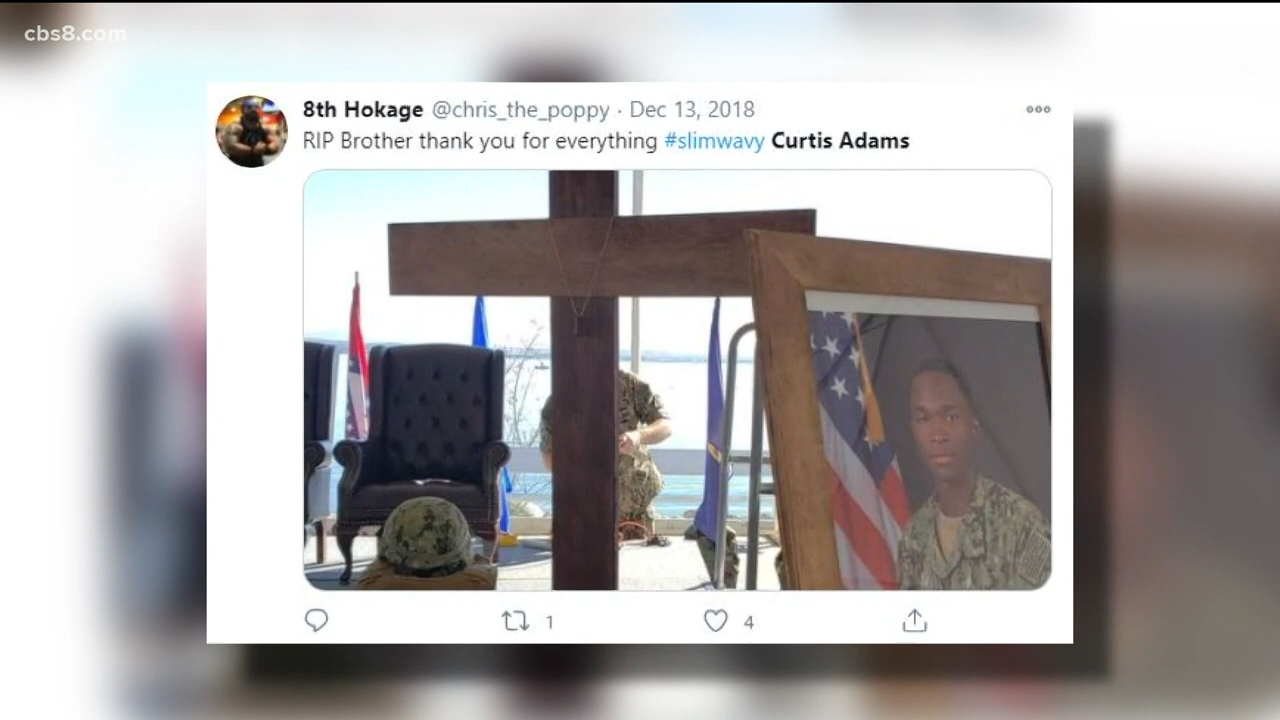 cbs8.com
8th Hokage @chris_the_poppy · Dec 13, 2018
RIP Brother thank you for everything #slimwavy Curtis Adams
1
4